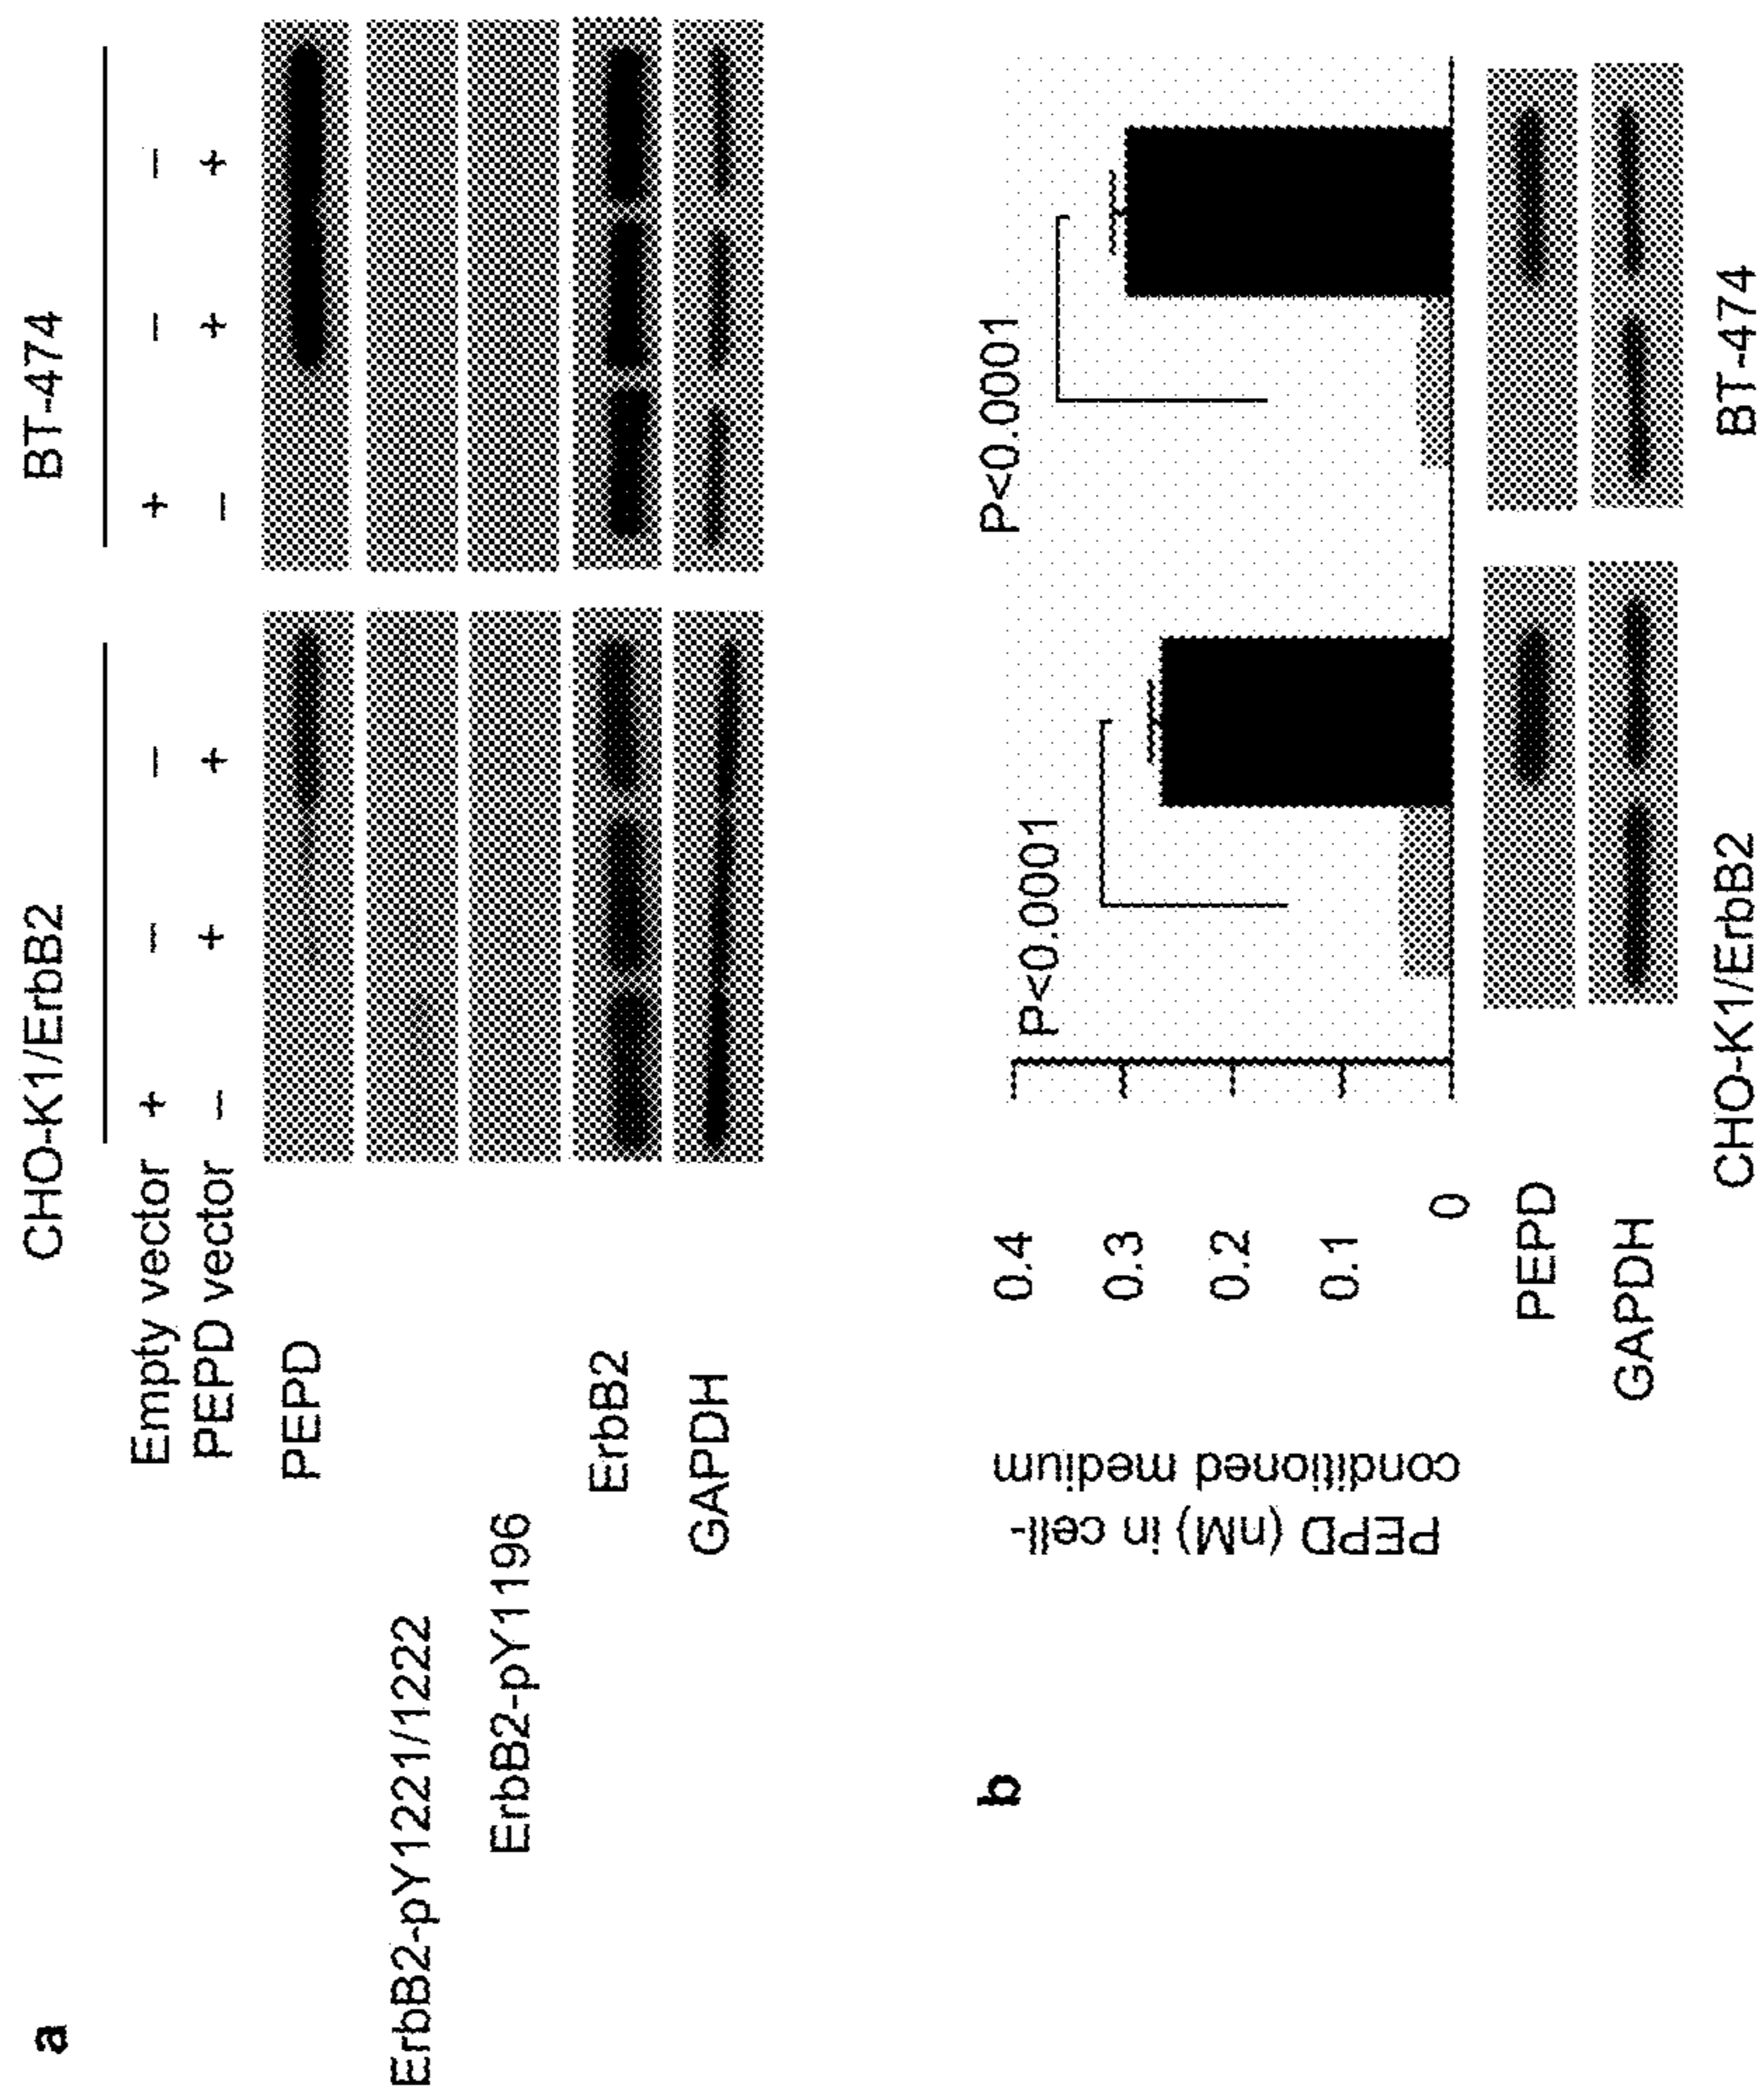 a
CHO-K1/ErbB2 BT-474
Empty vector + − − + − −
PEPD vector − + + − + +
PEPD
ErbB2-pY1221/1222
ErbB2-pY1196
ErbB2
GAPDH
b
PEPD (nM) in cell-
conditioned medium
0.4
0.3
0.2
0.1
0
P<0.0001 P<0.0001
PEPD
GAPDH
CHO-K1/ErbB2 BT-474